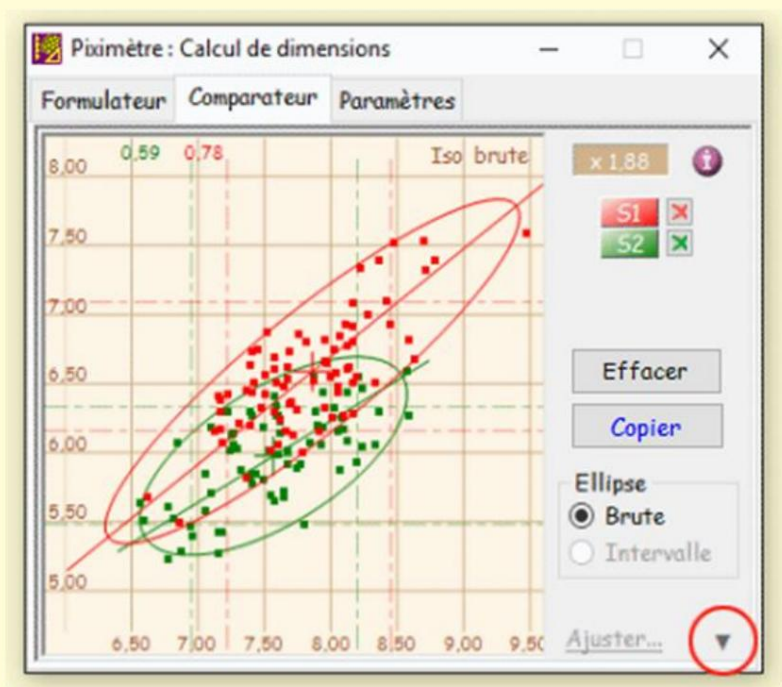 Piximètre : Calcul de dimensions
Formulateur Comparateur Paramètres
0,59 0,78 Iso brute
x 1,88
8,00
S1
S2
7,50
7,00
6,50
Effacer
6,00
Copier
Ellipse
5,50
Brute
Intervalle
5,00
6,50 7,00 7,50 8,00 8,50 9,00 9,50
Ajuster...